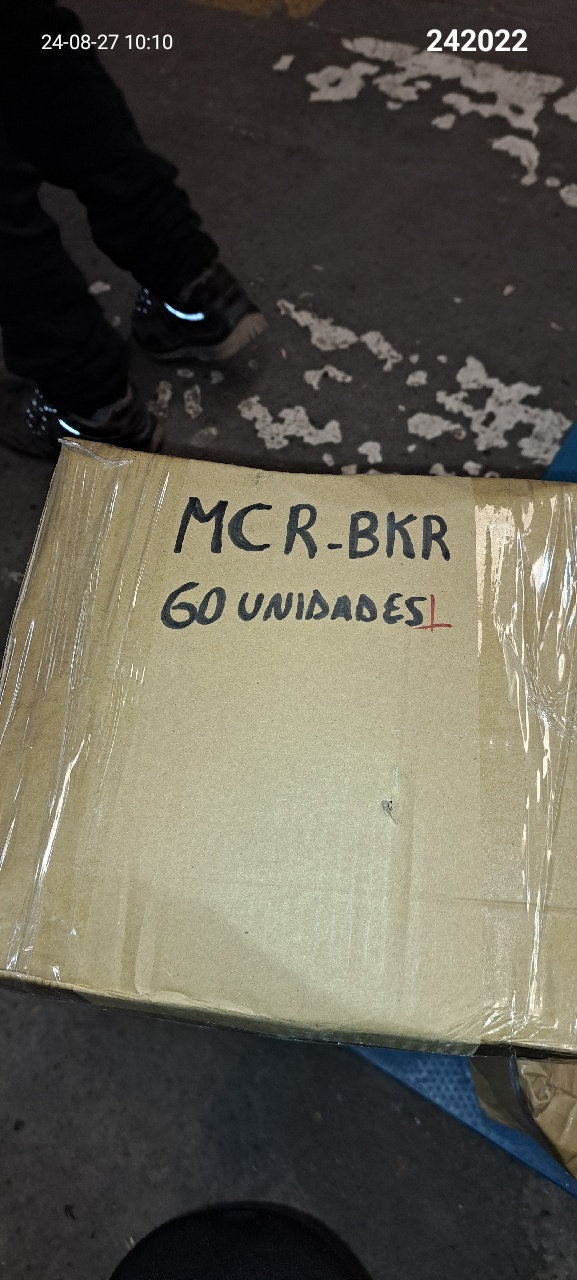 24-08-27 10:10
242022
MCR-BKR
60 UNIDADES